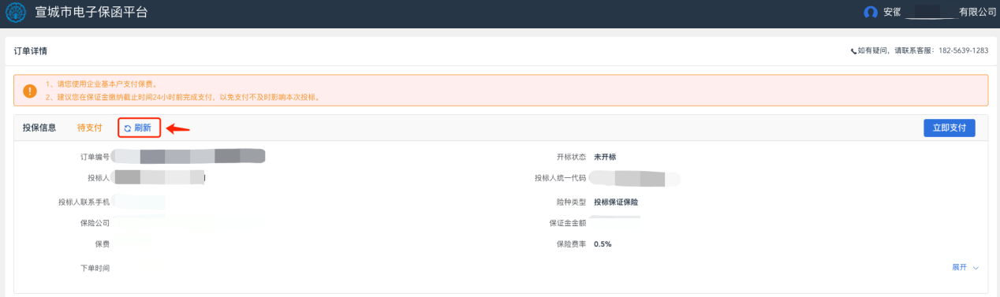 宣城市电子保函平台
安徽 有限公司
订单详情
如有疑问，请联系客服：182-5639-1283
1、请您使用企业基本户支付保费。
2、建议您在保证金缴纳截止时间24小时前完成支付，以免支付不及时影响本次投标。
投保信息 待支付 刷新 立即支付
订单编号 开标状态 未开标
投标人 投标人统一代码
投标人联系手机 险种类型 投标保证保险
保险公司 保证金金额
保费 保险费率 0.5%
下单时间 展开